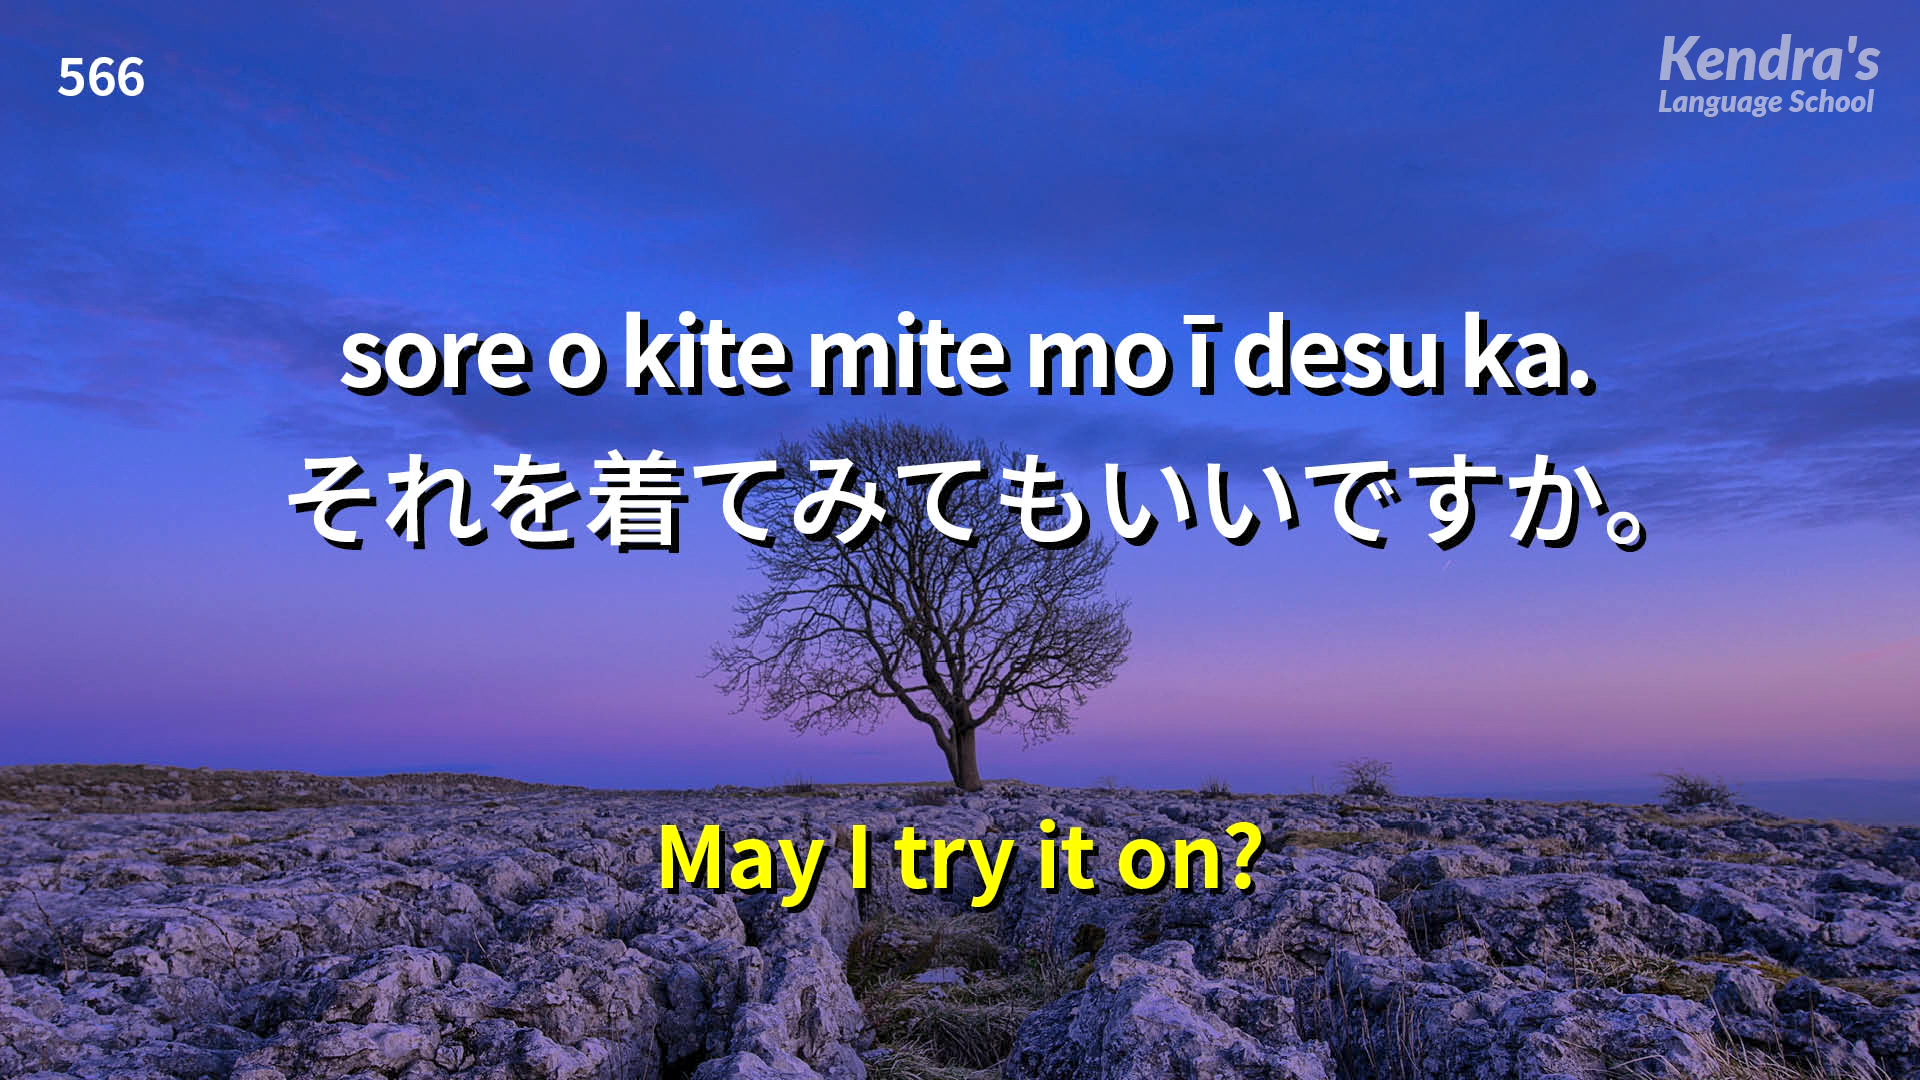 566
Kendra's
Language School
sore o kite mite mo ī desu ka.
それを着てみてもいいですか。
May I try it on?